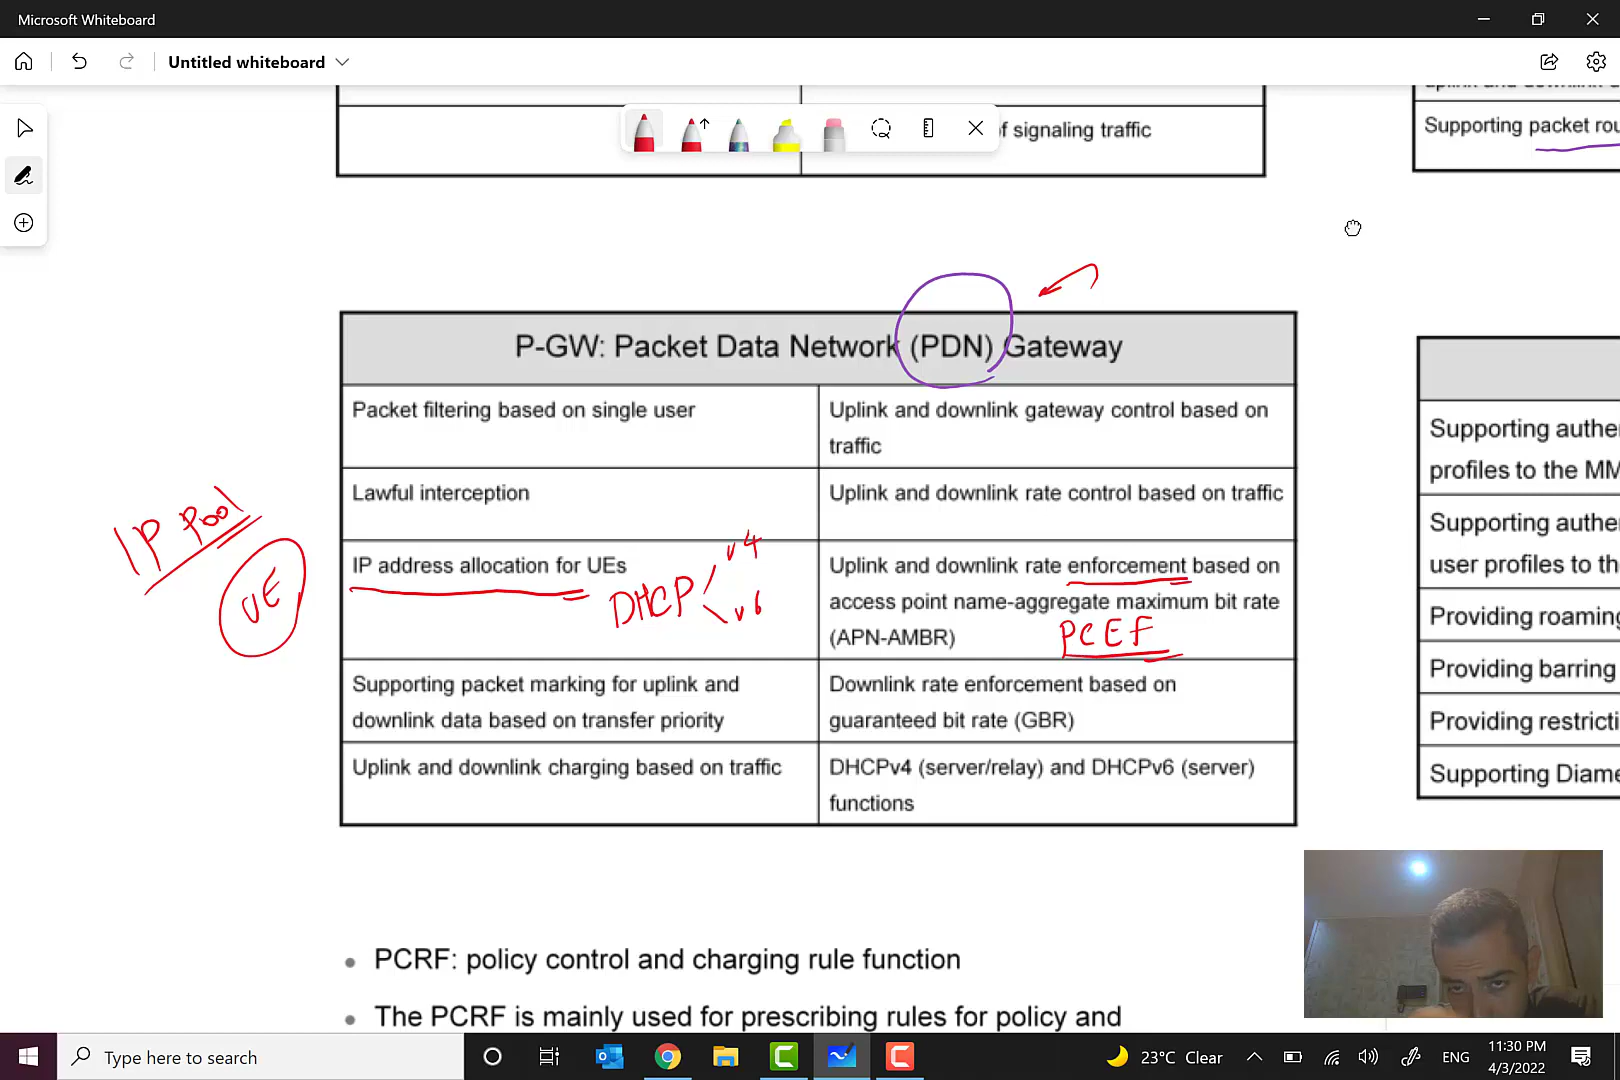 Microsoft Whiteboard
Untitled whiteboard
f signaling traffic
Supporting packet rou
P-GW: Packet Data Network (PDN) Gateway
Packet filtering based on single user
Uplink and downlink gateway control based on
traffic
Lawful interception
Uplink and downlink rate control based on traffic
IP Pool
UE
IP address allocation for UEs
DHCP
v4
v6
Uplink and downlink rate enforcement based on
access point name-aggregate maximum bit rate
(APN-AMBR)
PCEF
Supporting packet marking for uplink and
downlink data based on transfer priority
Downlink rate enforcement based on
guaranteed bit rate (GBR)
Uplink and downlink charging based on traffic
DHCPv4 (server/relay) and DHCPv6 (server)
functions
Supporting authe
profiles to the MM
Supporting authe
user profiles to th
Providing roaming
Providing barring
Providing restricti
Supporting Diame
• PCRF: policy control and charging rule function
• The PCRF is mainly used for prescribing rules for policy and
Type here to search
23°C Clear
ENG
11:30 PM
4/3/2022